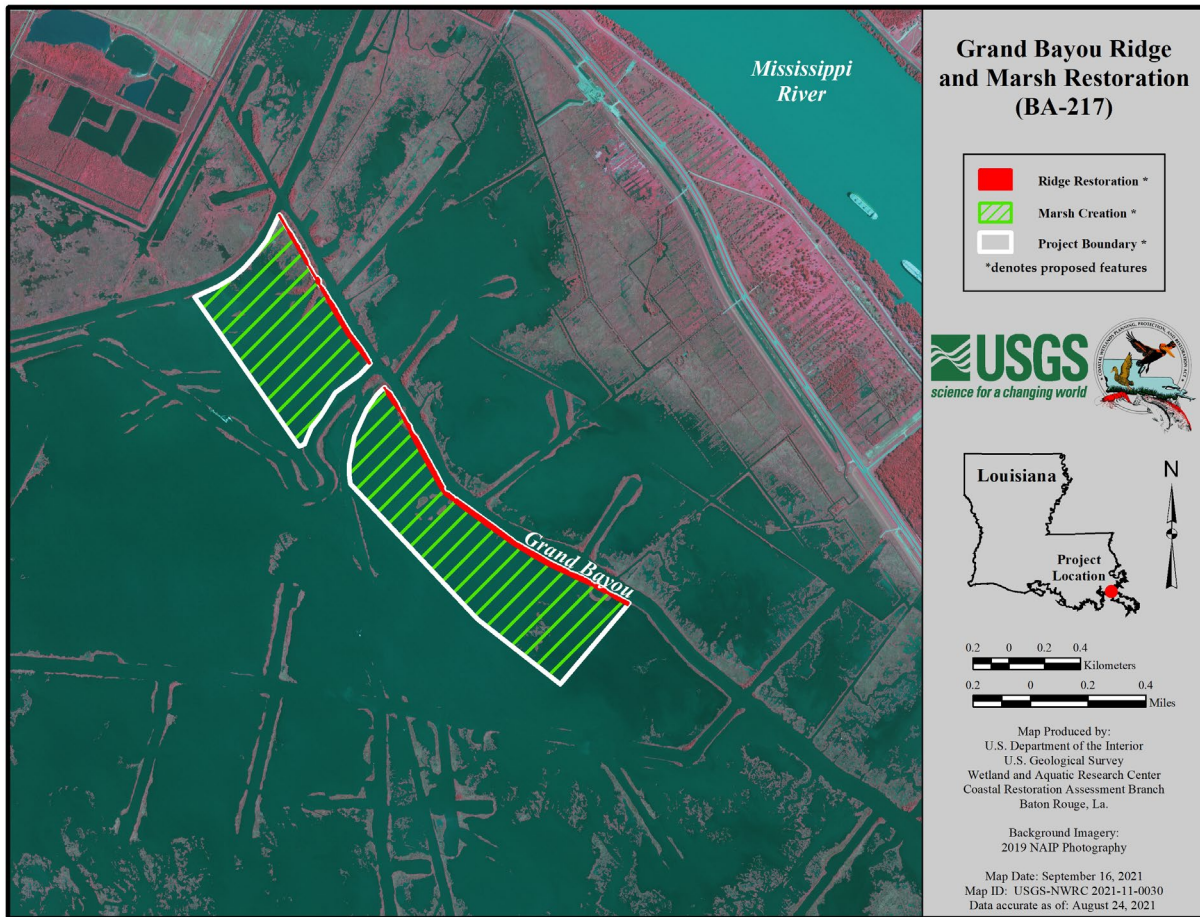 Mississippi
River
Grand Bayou
Grand Bayou Ridge
and Marsh Restoration
(BA-217)
Ridge Restoration *
Marsh Creation *
Project Boundary *
*denotes proposed features
USGS
science for a changing world
Louisiana
N
Project
Location
0.2 0 0.2 0.4
Kilometers
0.2 0 0.2 0.4
Miles
Map Produced by:
U.S. Department of the Interior
U.S. Geological Survey
Wetland and Aquatic Research Center
Coastal Restoration Assessment Branch
Baton Rouge, La.
Background Imagery:
2019 NAIP Photography
Map Date: September 16, 2021
Map ID: USGS-NWRC 2021-11-0030
Data accurate as of: August 24, 2021